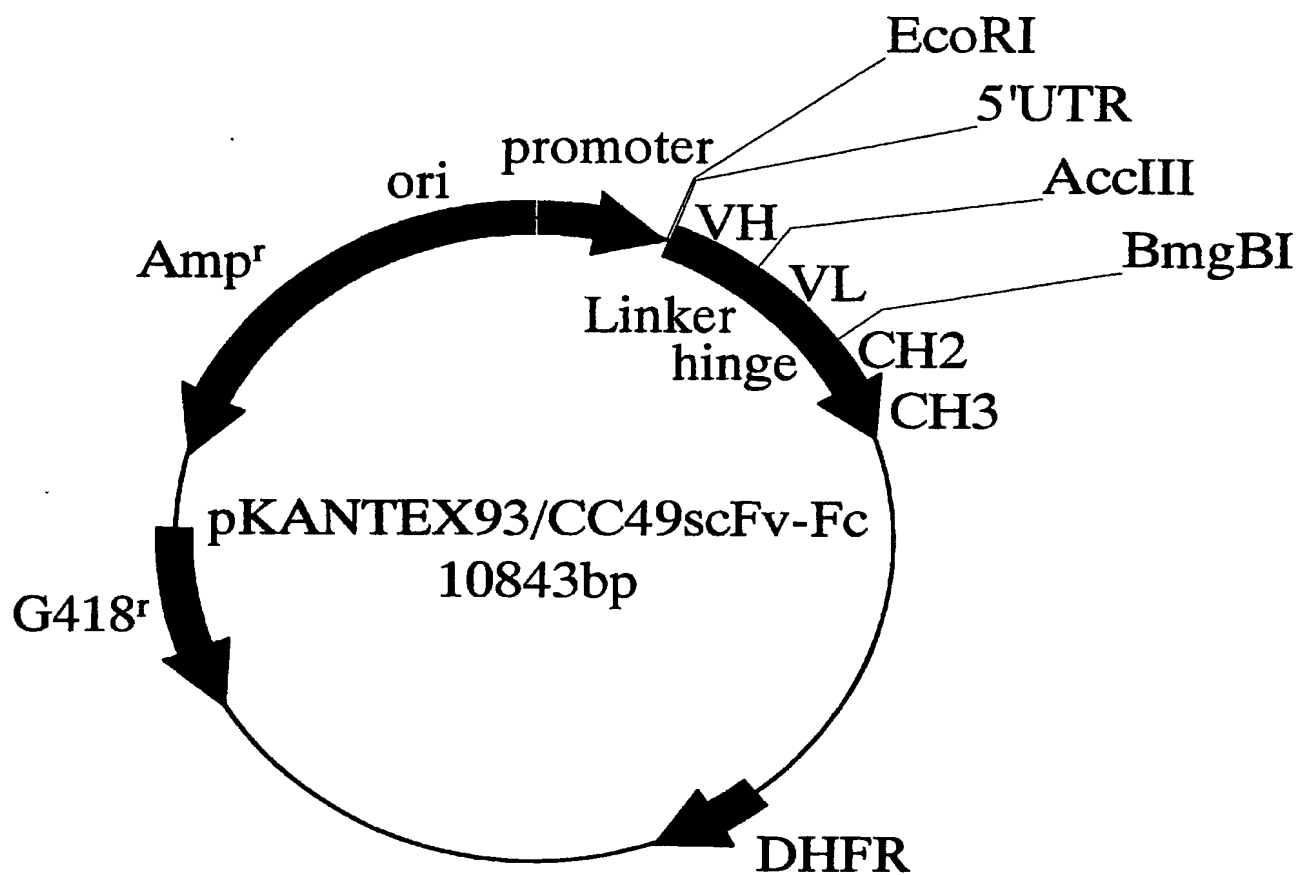 EcoRI
5'UTR
promoter
ori
AccIII
VH
Ampʳ
BmgBI
VL
Linker
hinge
CH2
CH3
pKANTEX93/CC49scFv-Fc
10843bp
G418ʳ
DHFR